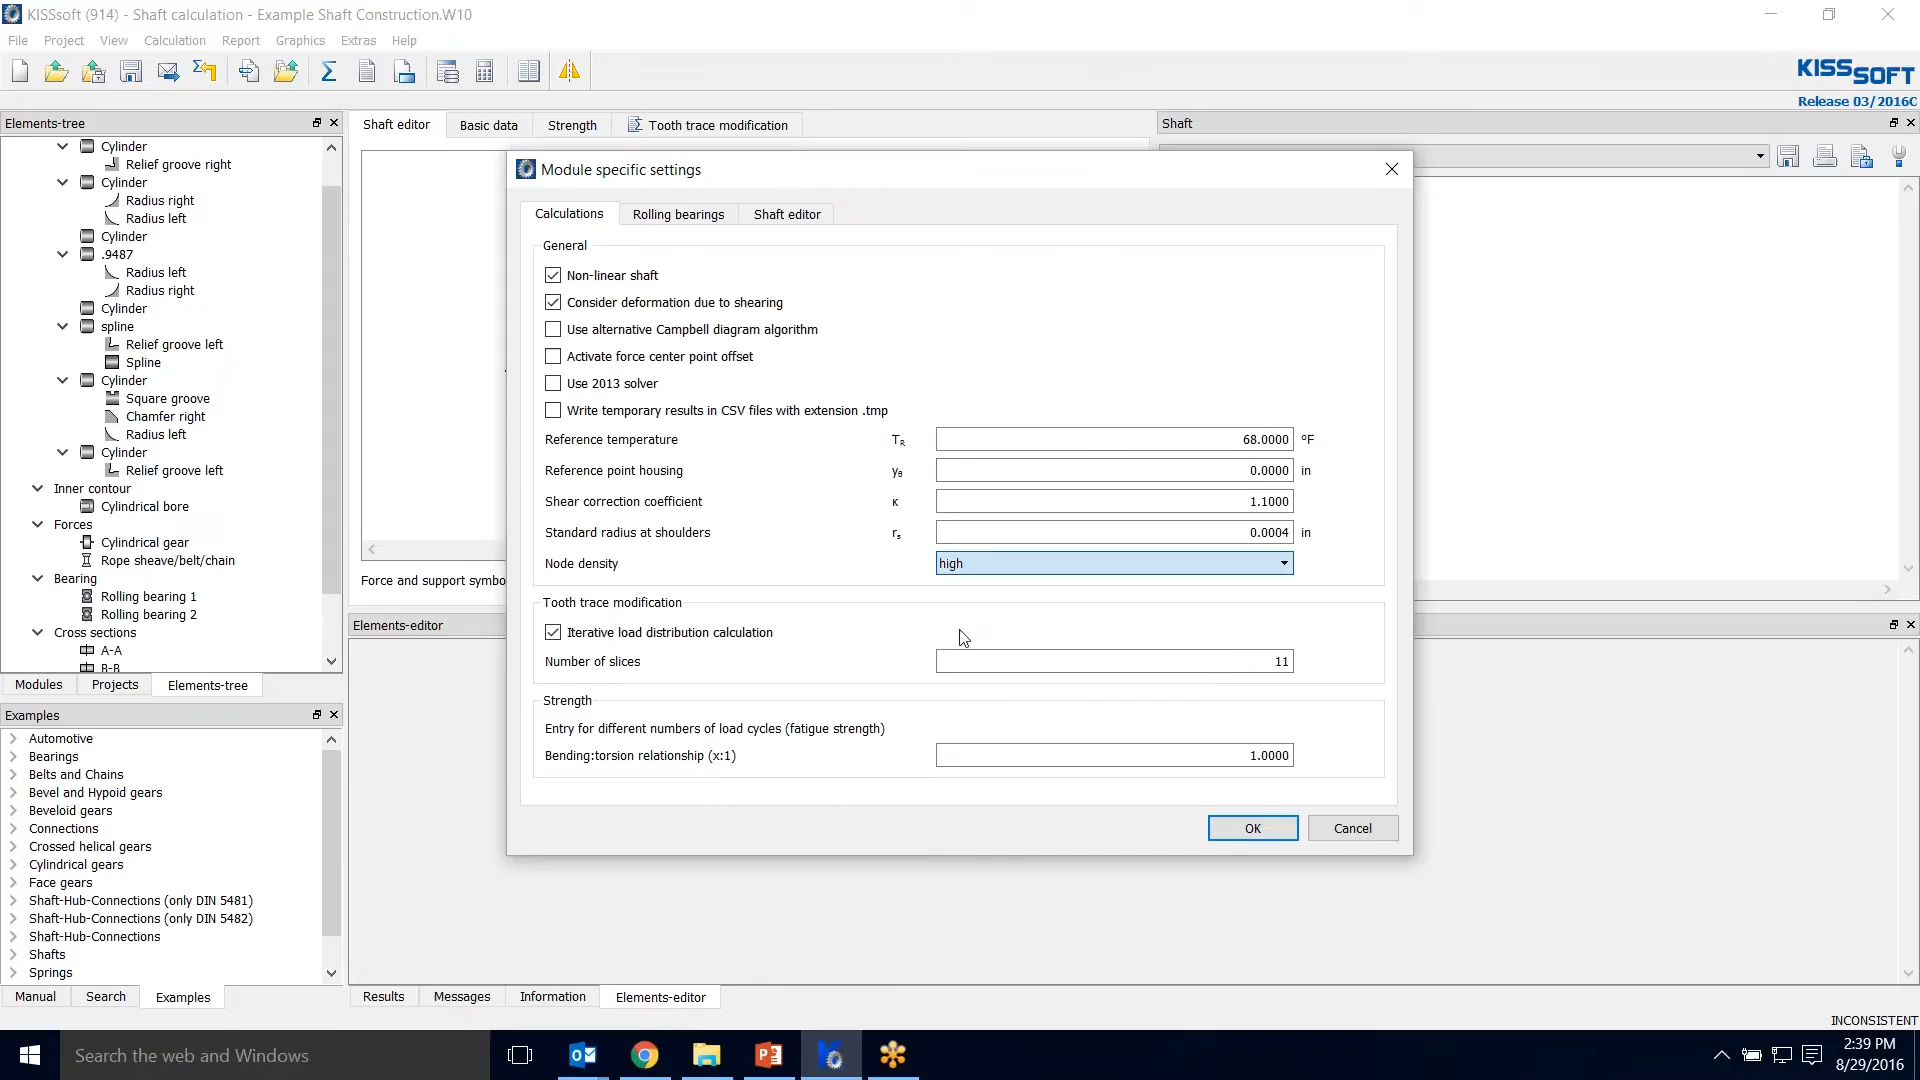 KISSsoft (914) - Shaft calculation - Example Shaft Construction.W10
File Project View Calculation Report Graphics Extras Help
KISSSOFT
Release 03/2016C
Elements-tree
Cylinder
Relief groove right
Cylinder
Radius right
Radius left
Cylinder
.9487
Radius left
Radius right
Cylinder
spline
Relief groove left
Spline
Cylinder
Square groove
Chamfer right
Radius left
Cylinder
Relief groove left
Inner contour
Cylindrical bore
Forces
Cylindrical gear
Rope sheave/belt/chain
Bearing
Rolling bearing 1
Rolling bearing 2
Cross sections
A-A
B-B
Modules Projects Elements-tree
Examples
Automotive
Bearings
Belts and Chains
Bevel and Hypoid gears
Beveloid gears
Connections
Crossed helical gears
Cylindrical gears
Face gears
Shaft-Hub-Connections (only DIN 5481)
Shaft-Hub-Connections (only DIN 5482)
Shaft-Hub-Connections
Shafts
Springs
Manual Search Examples
Shaft editor Basic data Strength Tooth trace modification
Shaft
Force and support symbo
Elements-editor
Module specific settings
Calculations Rolling bearings Shaft editor
General
Non-linear shaft
Consider deformation due to shearing
Use alternative Campbell diagram algorithm
Activate force center point offset
Use 2013 solver
Write temporary results in CSV files with extension .tmp
Reference temperature TR 68.0000 °F
Reference point housing yθ 0.0000 in
Shear correction coefficient κ 1.1000
Standard radius at shoulders rs 0.0004 in
Node density high
Tooth trace modification
Iterative load distribution calculation
Number of slices 11
Strength
Entry for different numbers of load cycles (fatigue strength)
Bending:torsion relationship (x:1) 1.0000
OK Cancel
Results Messages Information Elements-editor
INCONSISTENT
Search the web and Windows
2:39 PM
8/29/2016